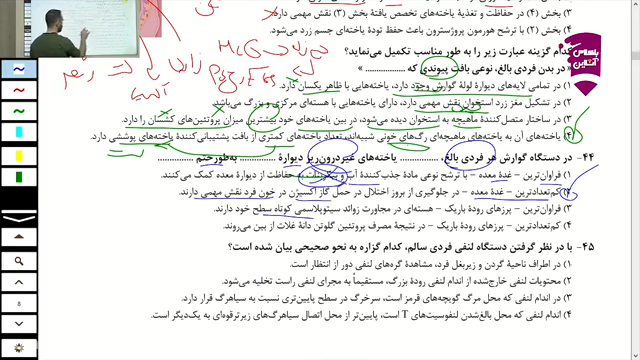 ۳) بخش (۲) در حفاظت و تغذیهٔ یاخته‌های تخصص یافتهٔ بخش (۳) نقش مهمی دارد.
۴) بخش (۴) با ترشح هورمون پروژسترون باعث حفظ تودهٔ یاخته‌ای جسم زرد می‌شود.
کدام گزینه عبارت زیر را به طور مناسب تکمیل می‌نماید؟
« در بدن فردی بالغ، نوعی بافت پیوندی که ................. »
۱) در تمامی لایه‌های دیوارهٔ لولهٔ گوارش وجود دارد، یاخته‌هایی با ظاهر یکسان دارد.
۲) در تشکیل مغز زرد استخوان نقش مهمی دارد، دارای یاخته‌هایی با هسته‌ای مرکزی و بزرگ می‌باشد.
۳) در ساختار متصل کنندهٔ ماهیچه به استخوان دیده می‌شود، در بین یاخته‌های خود بیشترین میزان پروتئین‌های کششان را دارد.
۴) یاخته‌های آن به یاخته‌های ماهیچه‌ای رگ‌های خونی شبیه‌اند، تعداد یاخته‌های کمتری از بافت پشتیبانی کنندهٔ یاخته‌های پوششی دارد.
۴۴- در دستگاه گوارش هر فردی بالغ، ................. یاخته‌های غیردرون‌ریز دیوارهٔ ................. به‌طورحتم .................
۱) فراوان‌ترین – غدهٔ معده – با ترشح نوعی مادهٔ جذب‌کنندهٔ آب و بیکربنات به حفاظت از دیوارهٔ معده کمک می‌کنند.
۲) کم‌تعدادترین – غدهٔ معده – در جلوگیری از بروز اختلال در حمل گاز اکسیژن در خون فرد نقش مهمی دارند.
۳) فراوان‌ترین – پرزهای رودهٔ باریک – هسته‌ای در مجاورت زوائد سیتوپلاسمی کوتاه سطح خود دارند.
۴) کم‌تعدادترین – پرزهای رودهٔ باریک – در نتیجهٔ مصرف پروتئین گلوتن دانهٔ غلات از بین می‌روند.
۴۵- با در نظر گرفتن دستگاه لنفی فردی سالم، کدام گزاره به نحو صحیحی بیان شده است؟
۱) در اطراف ناحیهٔ گردن و زیربغل فرد، مشاهدهٔ گره‌های لنفی دور از انتظار است.
۲) محتویات لنفی خارج‌شده از اندام لنفی رودهٔ بزرگ، مستقیماً به مجرای لنفی راست تخلیه می‌شود.
۳) در اندام لنفی که محل مرگ گویچه‌های قرمز است، سرخرگ در سطح پایین‌تری نسبت به سیاهرگ قرار دارد.
۴) اندام لنفی که محل بالغ‌شدن لنفوسیت‌های T است، پایین‌تر از محل اتصال سیاهرگ‌های زیرترقوه‌ای به یک‌دیگر است.
8